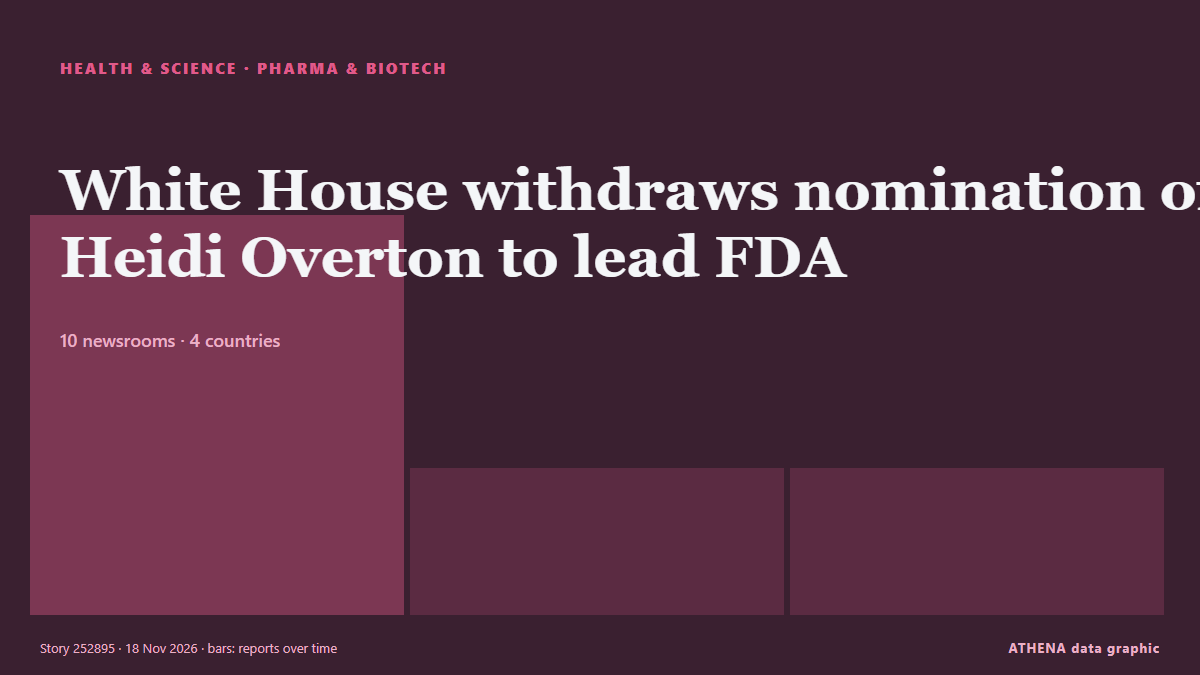 HEALTH & SCIENCE · PHARMA & BIOTECH
White House withdraws nomination of
Heidi Overton to lead FDA
10 newsrooms · 4 countries
Story 252895 · 18 Nov 2026 · bars: reports over time
ATHENA data graphic